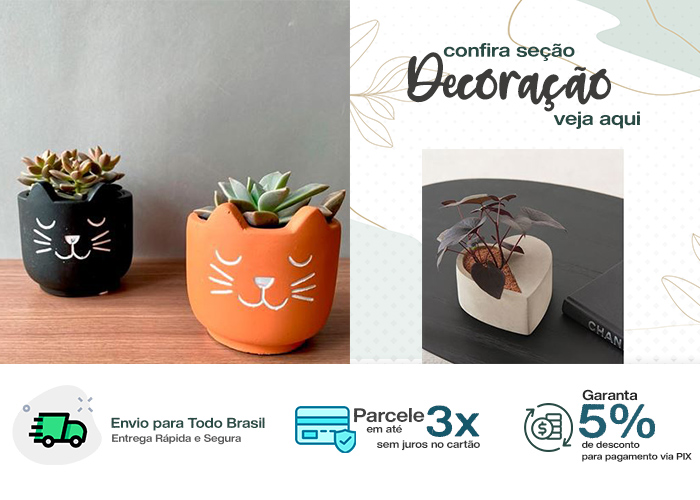 confira seção
Decoração
veja aqui
CHAN
Envio para Todo Brasil
Entrega Rápida e Segura
Parcele
em até
3x
sem juros no cartão
Garanta
5%
de desconto
para pagamento via PIX